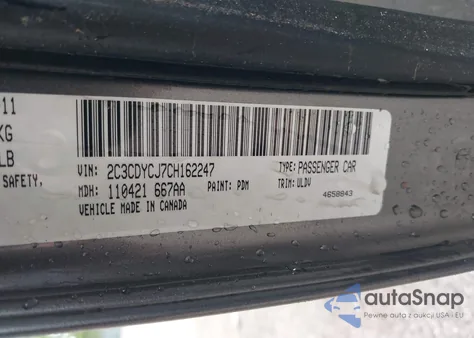 11
KG
LB
SAFETY.
VIN: 2C3CDYCJ7CH162247
TYPE: PASSENGER CAR
MDH: 110421 667AA
PAINT: PDM
TRIM: ULDV
VEHICLE MADE IN CANADA
4658843
autoSnap
Pewne auta z aukcji USA i EU